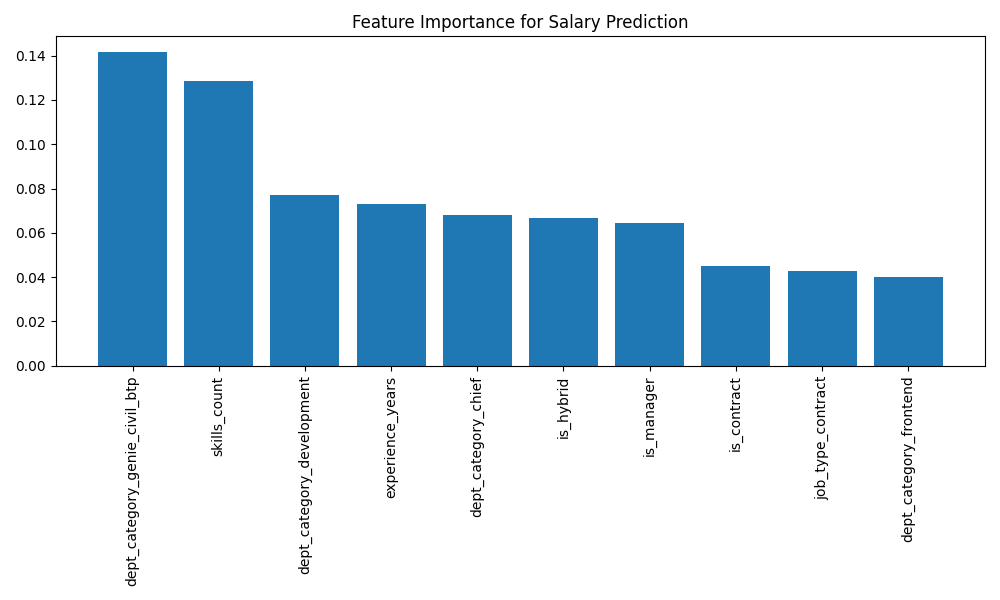 Feature Importance for Salary Prediction
0.14
0.12
0.10
0.08
0.06
0.04
0.02
0.00
dept_category_genie_civil_btp
skills_count
dept_category_development
experience_years
dept_category_chief
is_hybrid
is_manager
is_contract
job_type_contract
dept_category_frontend